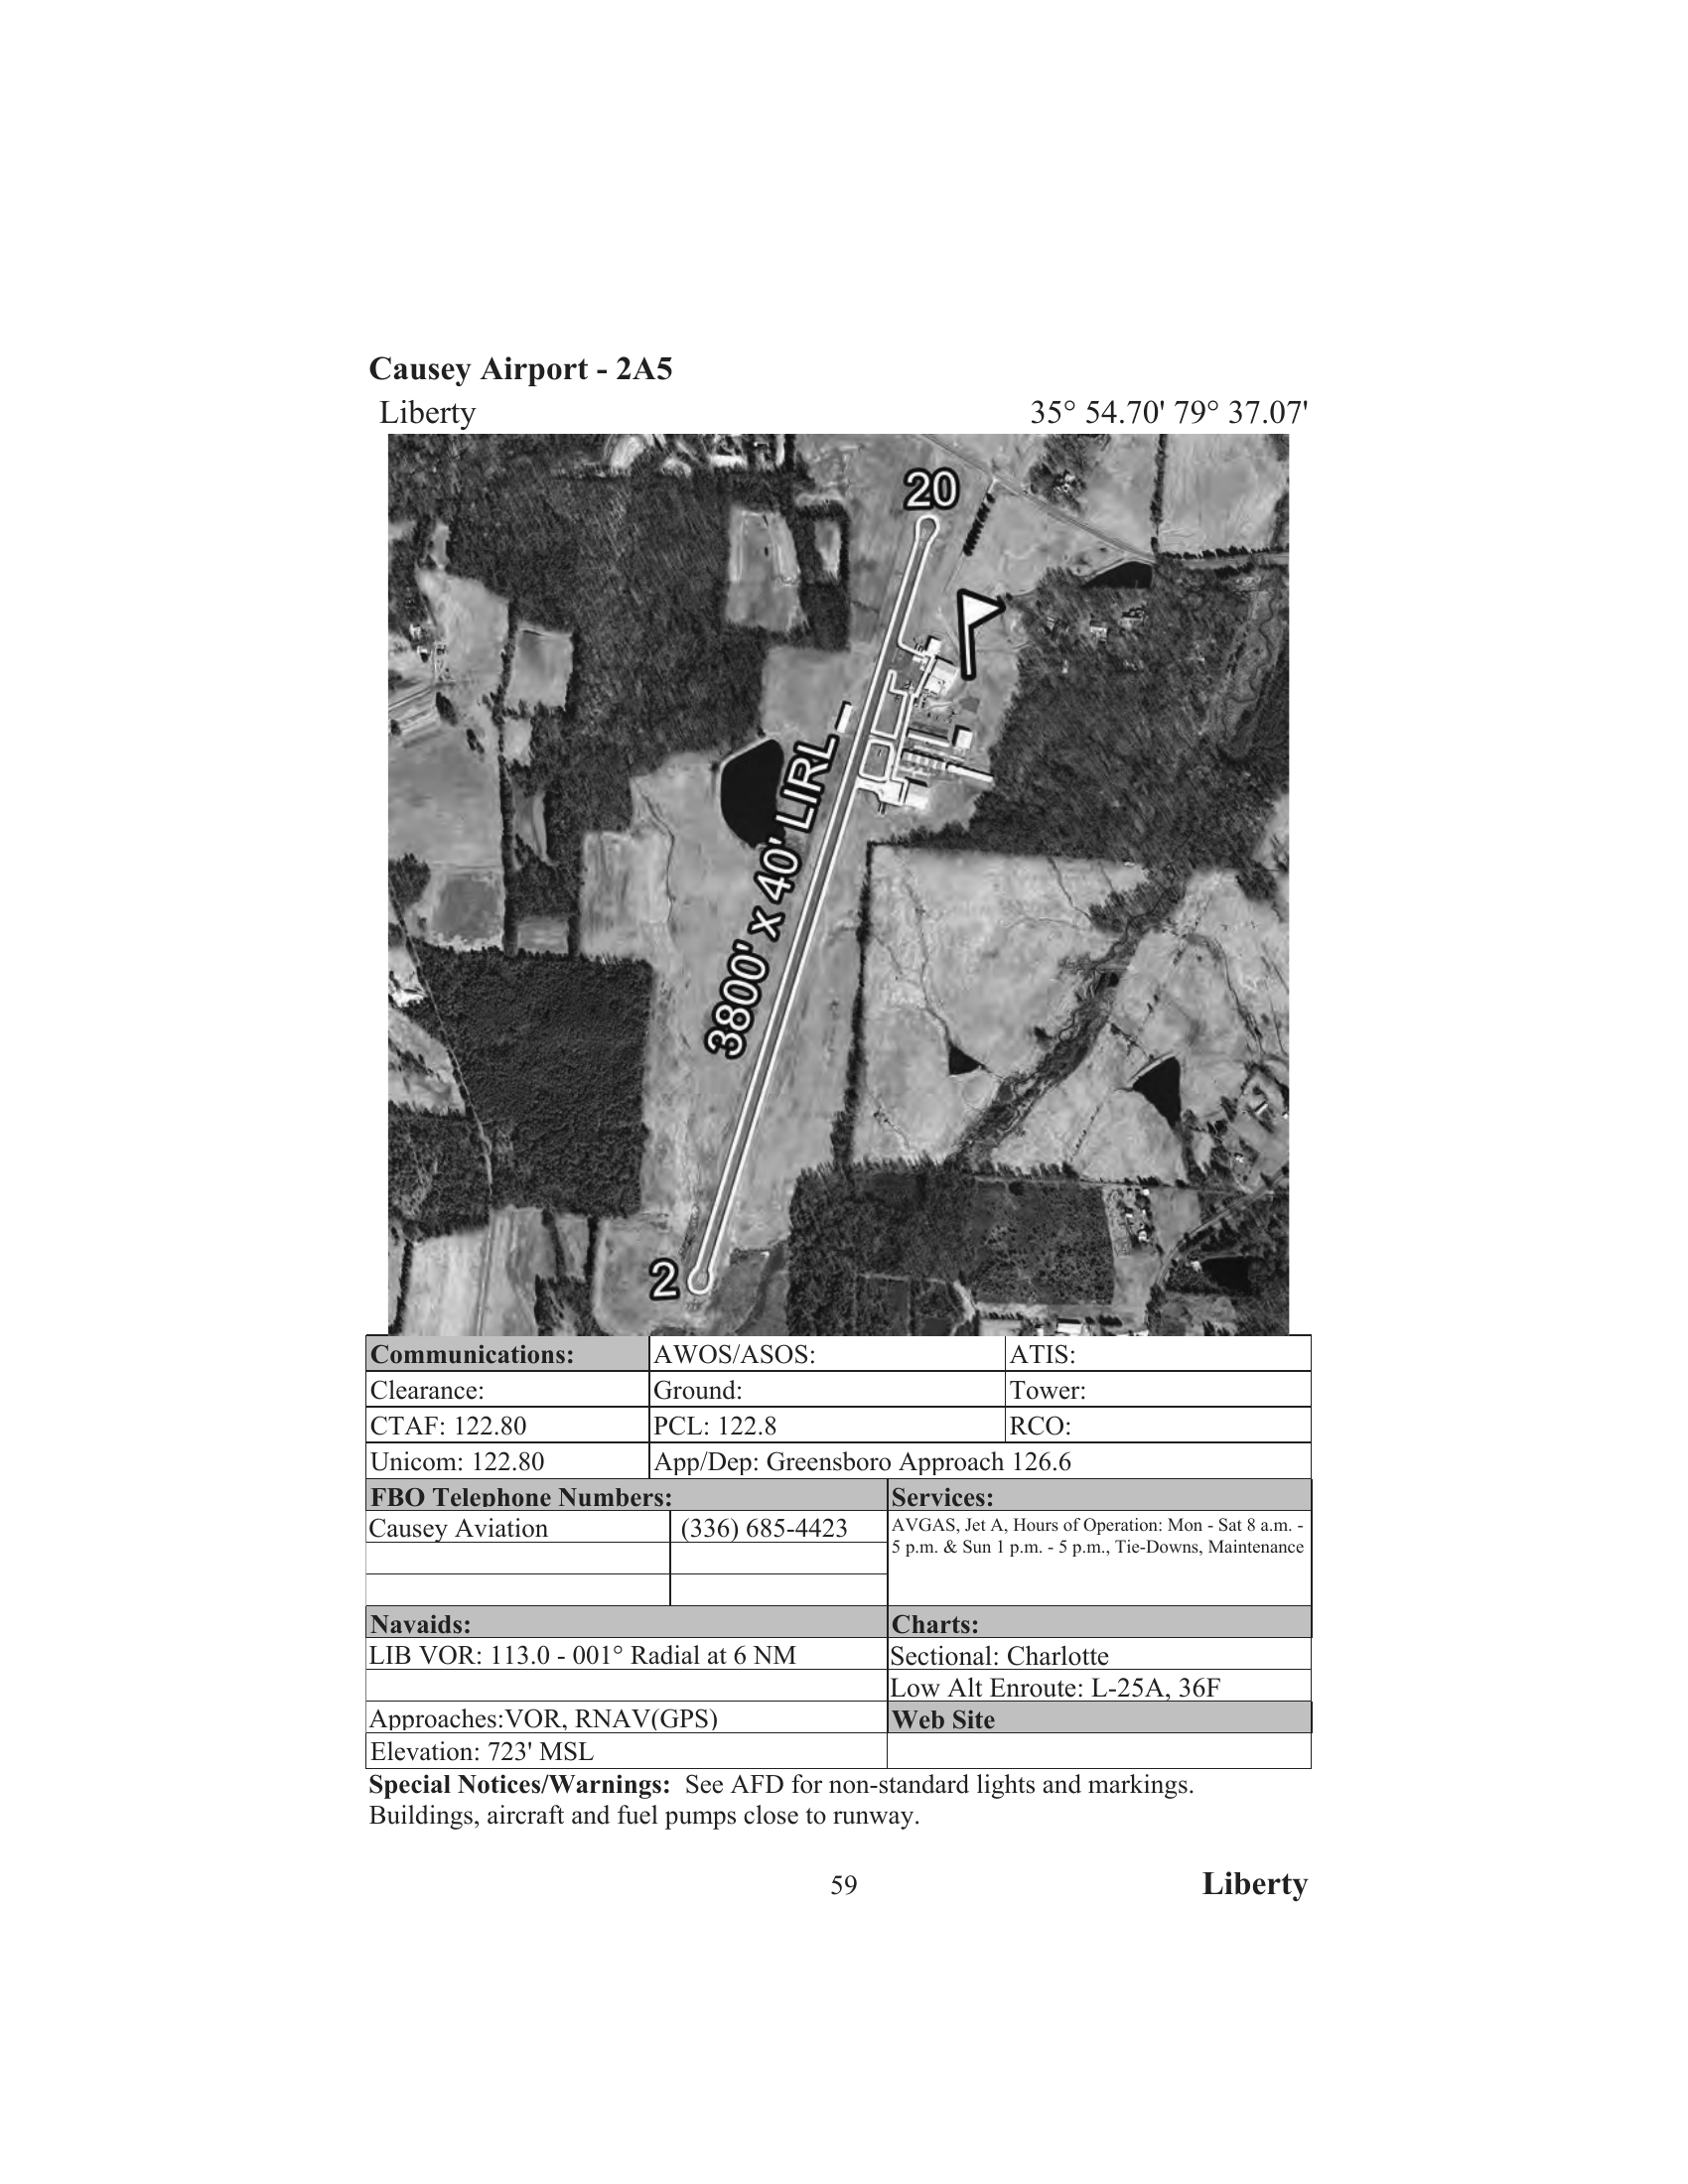 Causey Airport - 2A5
Liberty 35° 54.70' 79° 37.07'
20
3800' x 40' LIRL
2
Communications: AWOS/ASOS: ATIS:
Clearance: Ground: Tower:
CTAF: 122.80 PCL: 122.8 RCO:
Unicom: 122.80 App/Dep: Greensboro Approach 126.6
FBO Telephone Numbers: Services:
Causey Aviation (336) 685-4423 AVGAS, Jet A, Hours of Operation: Mon - Sat 8 a.m. -
5 p.m. & Sun 1 p.m. - 5 p.m., Tie-Downs, Maintenance
Navaids: Charts:
LIB VOR: 113.0 - 001° Radial at 6 NM Sectional: Charlotte
Low Alt Enroute: L-25A, 36F
Approaches:VOR, RNAV(GPS) Web Site
Elevation: 723' MSL
Special Notices/Warnings: See AFD for non-standard lights and markings.
Buildings, aircraft and fuel pumps close to runway.
59 Liberty